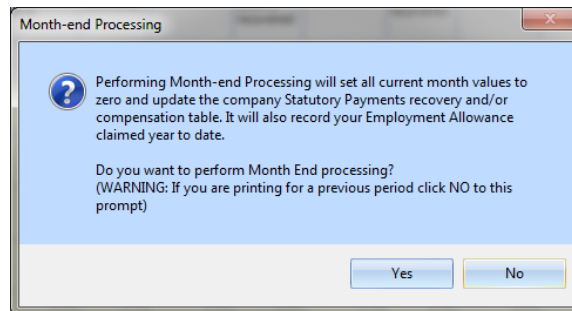 Month-end Processing
Performing Month-end Processing will set all current month values to
zero and update the company Statutory Payments recovery and/or
compensation table. It will also record your Employment Allowance
claimed year to date.
Do you want to perform Month End processing?
(WARNING: If you are printing for a previous period click NO to this
prompt)
Yes
No